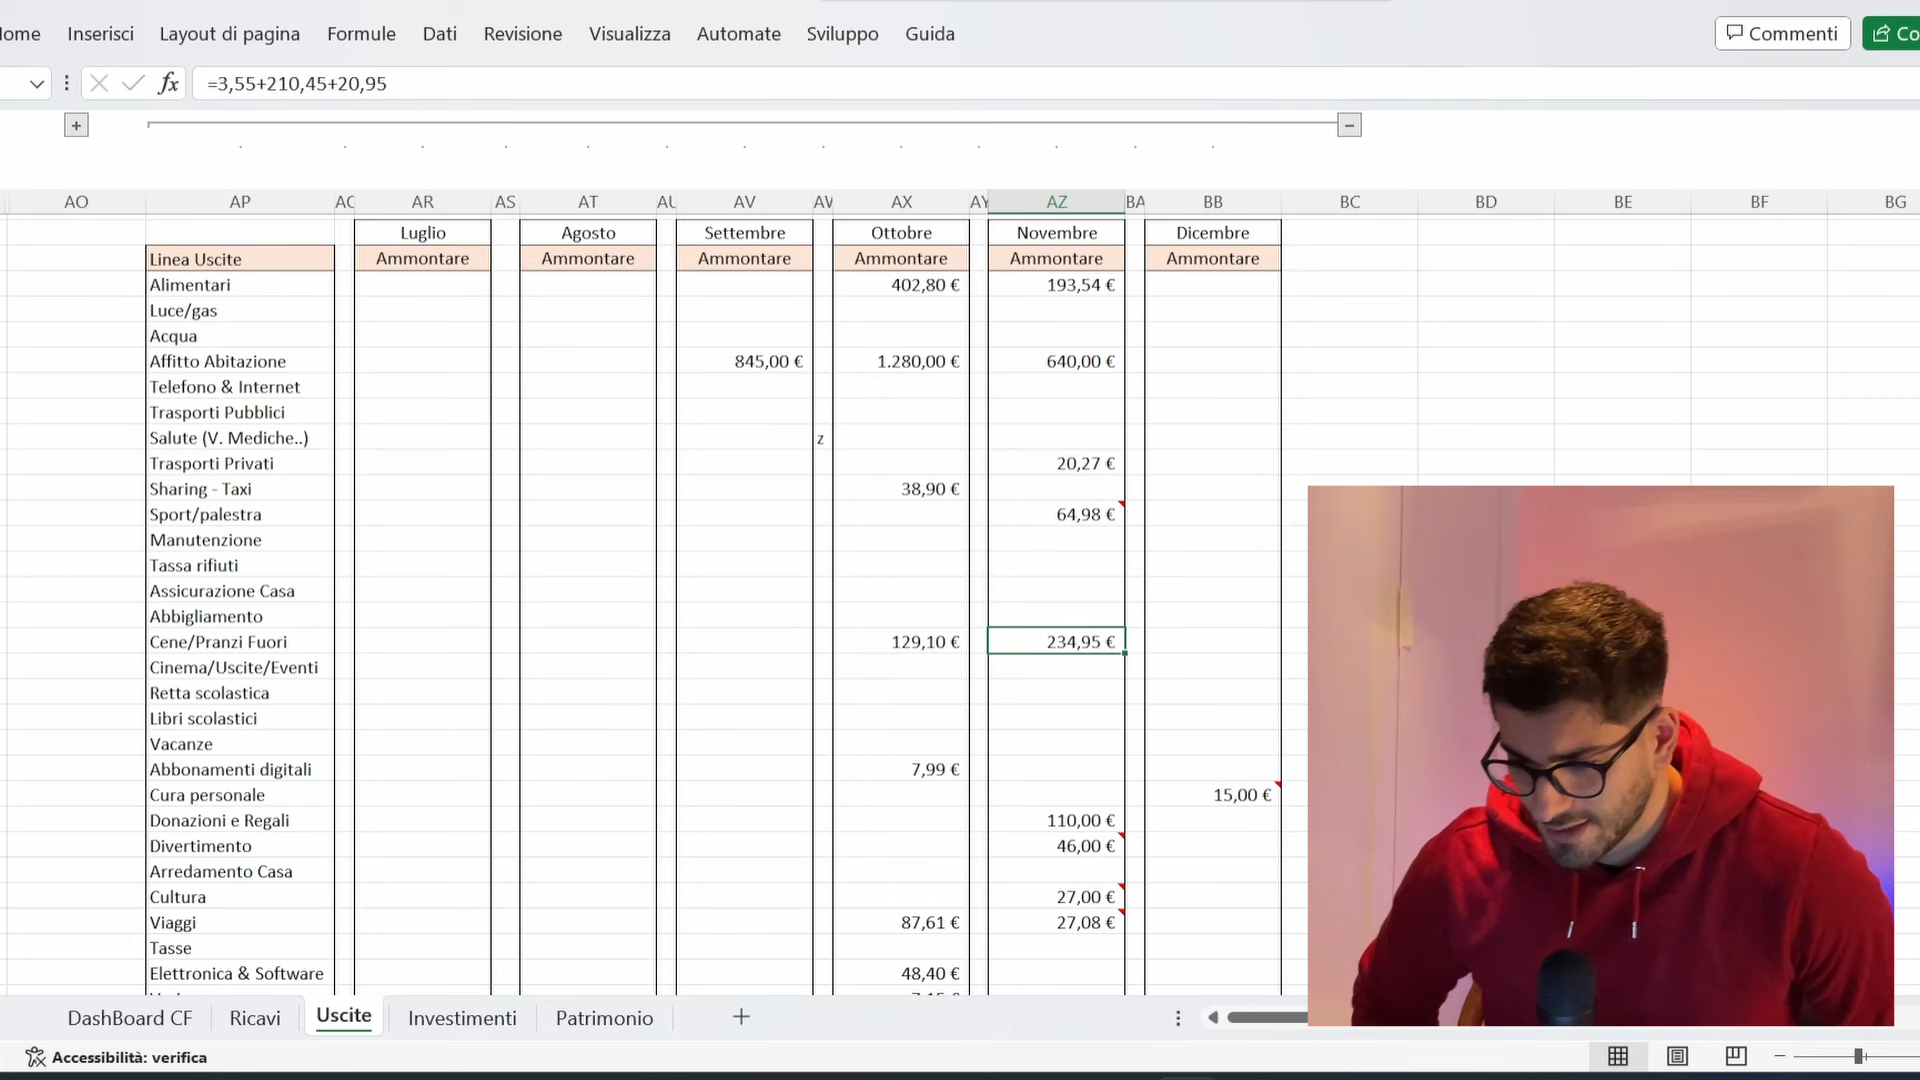 Home Inserisci Layout di pagina Formule Dati Revisione Visualizza Automate Sviluppo Guida Commenti Co
fx =3,55+210,45+20,95
+ −
AO AP AQ AR AS AT AU AV AW AX AY AZ BA BB BC BD BE BF BG
Luglio Agosto Settembre Ottobre Novembre Dicembre
Linea Uscite Ammontare Ammontare Ammontare Ammontare Ammontare Ammontare
Alimentari 402,80 € 193,54 €
Luce/gas
Acqua
Affitto Abitazione 845,00 € 1.280,00 € 640,00 €
Telefono & Internet
Trasporti Pubblici
Salute (V. Mediche..) z
Trasporti Privati 20,27 €
Sharing - Taxi 38,90 €
Sport/palestra 64,98 €
Manutenzione
Tassa rifiuti
Assicurazione Casa
Abbigliamento
Cene/Pranzi Fuori 129,10 € 234,95 €
Cinema/Uscite/Eventi
Retta scolastica
Libri scolastici
Vacanze
Abbonamenti digitali 7,99 €
Cura personale 15,00 €
Donazioni e Regali 110,00 €
Divertimento 46,00 €
Arredamento Casa
Cultura 27,00 €
Viaggi 87,61 € 27,08 €
Tasse
Elettronica & Software 48,40 €
DashBoard CF Ricavi Uscite Investimenti Patrimonio +
Accessibilità: verifica